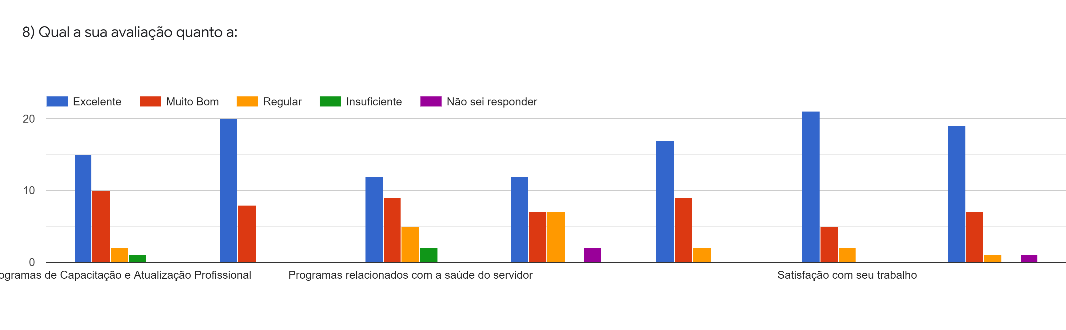 8) Qual a sua avaliação quanto a:
Excelente Muito Bom Regular Insuficiente Não sei responder
20
10
0
ogramas de Capacitação e Atualização Profissional Programas relacionados com a saúde do servidor Satisfação com seu trabalho